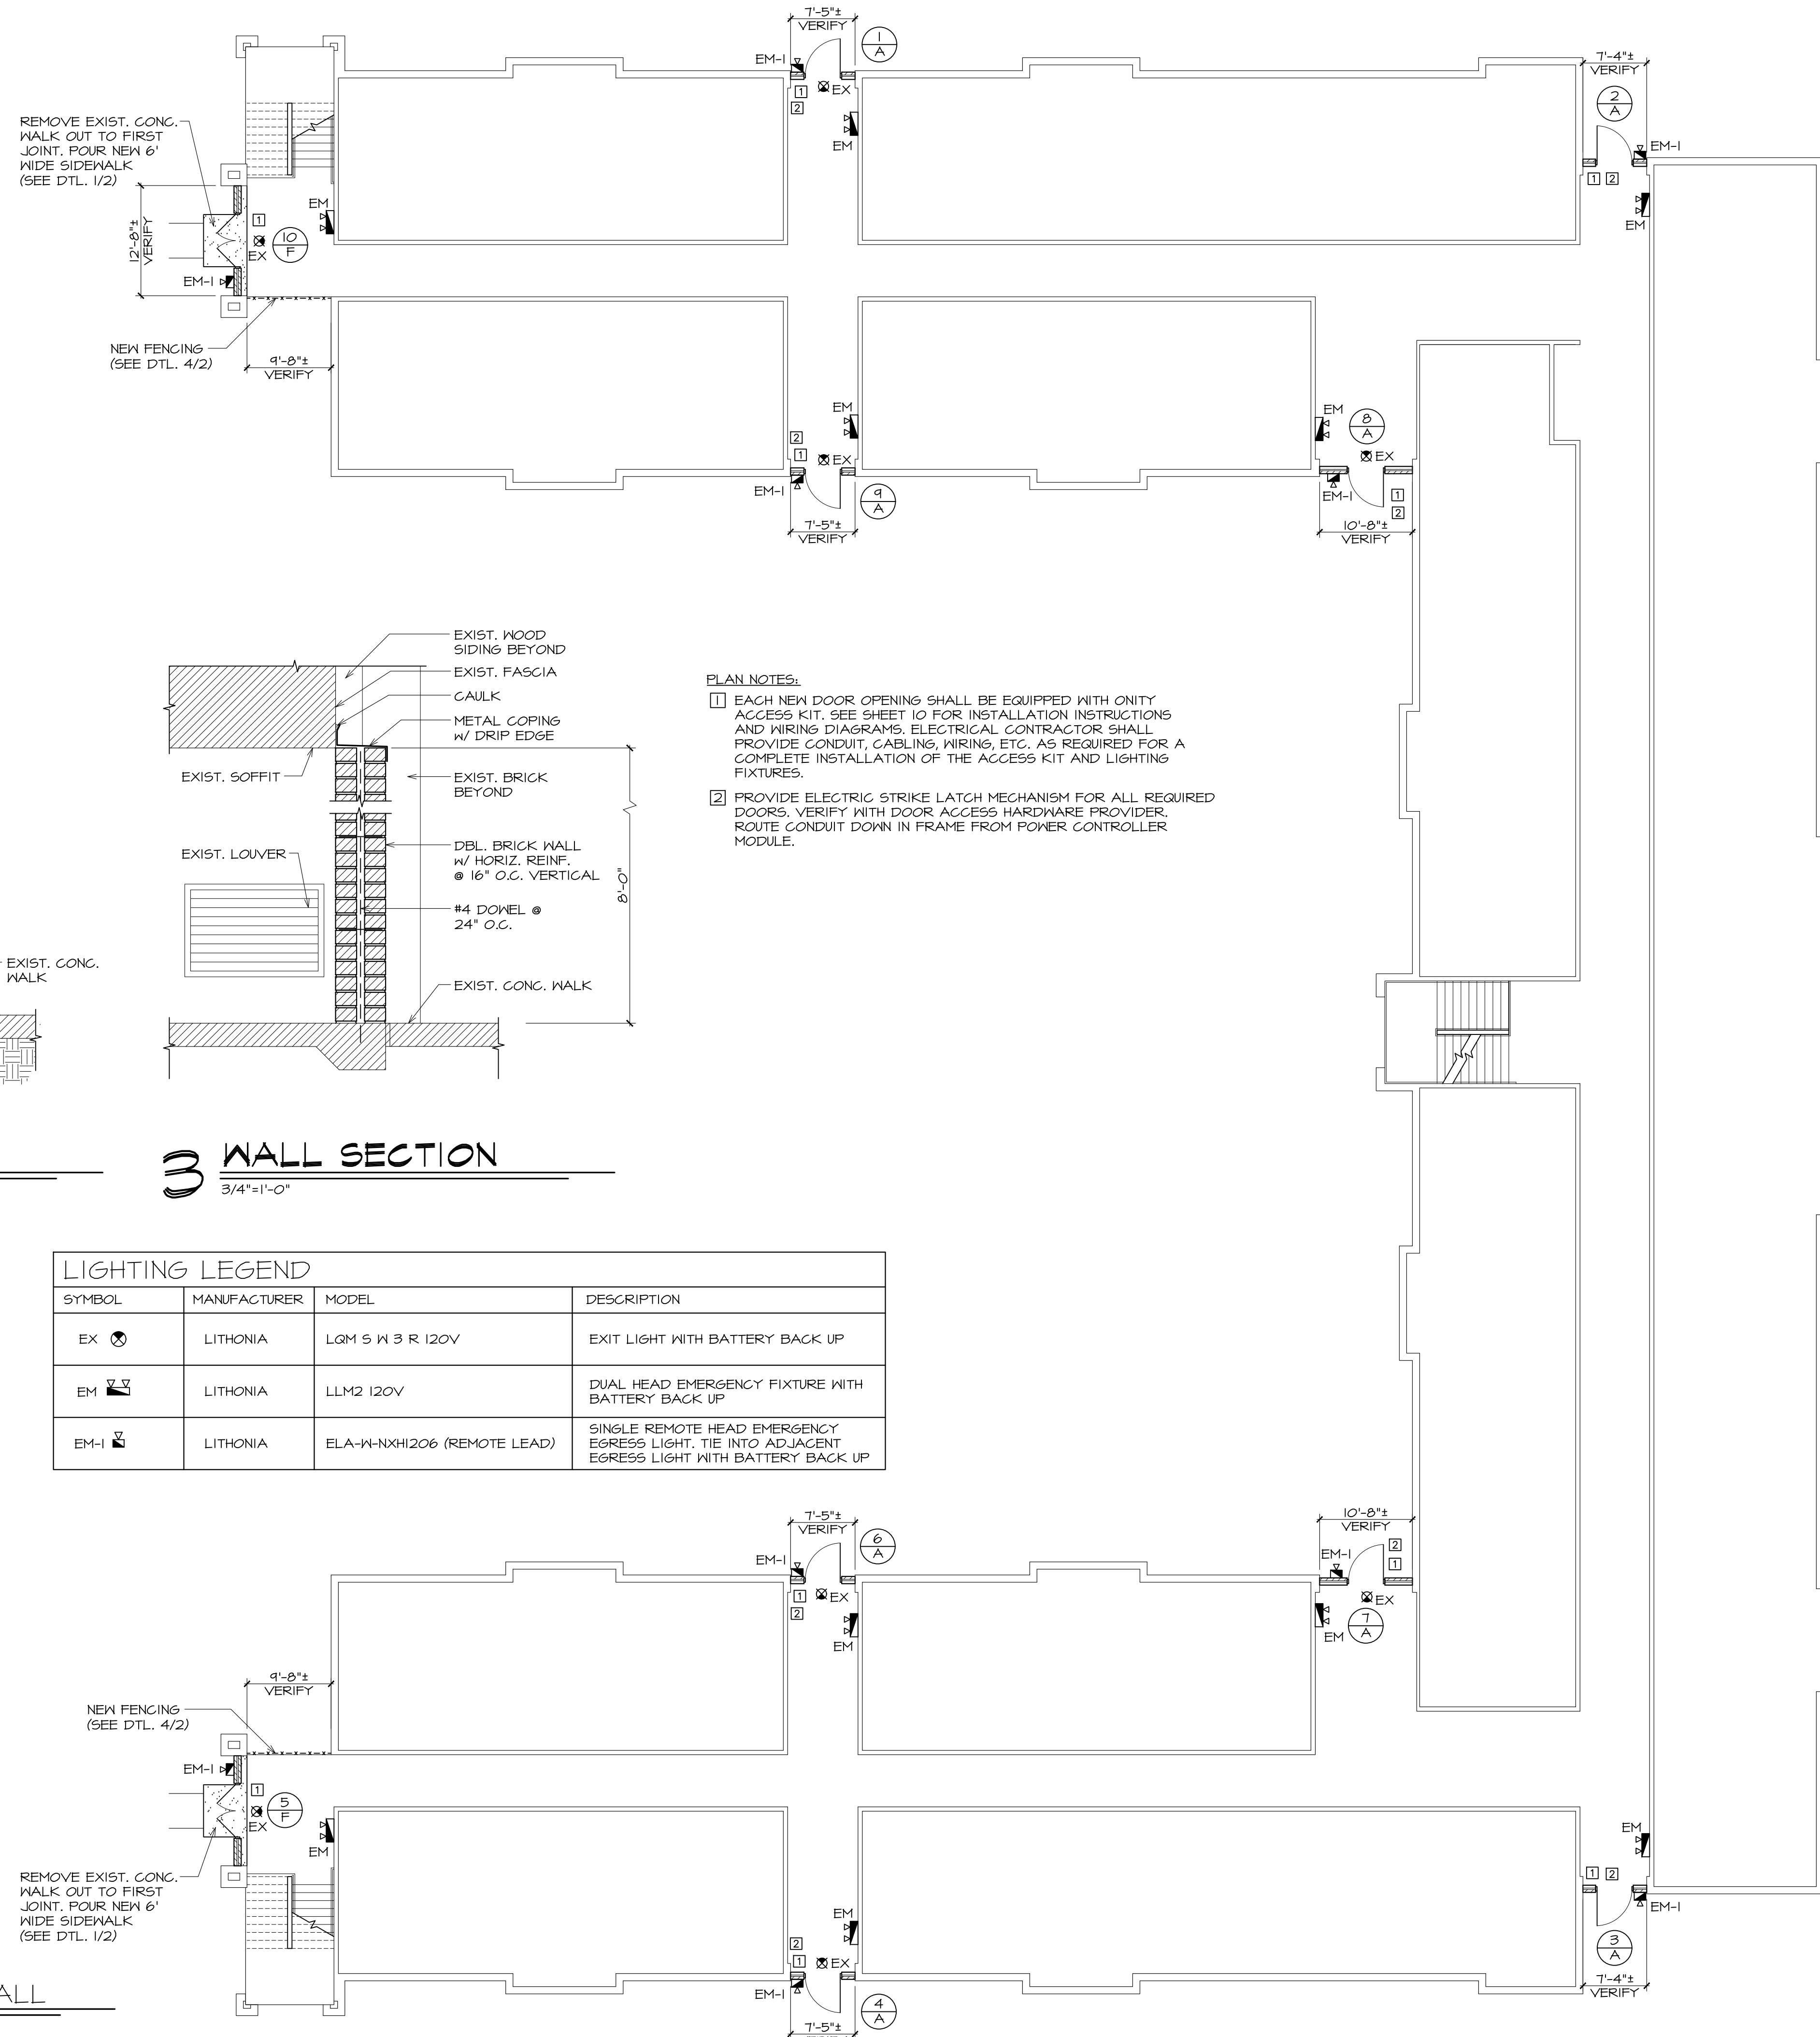 7'-5"±
VERIFY
1
A
EM-1
1
2
EX
EM
7'-4"±
VERIFY
2
A
EM-1
1 2
EM
REMOVE EXIST. CONC.
WALK OUT TO FIRST
JOINT. POUR NEW 6'
WIDE SIDEWALK
(SEE DTL. 1/2)
12'-8"±
VERIFY
EM
1
EX
10
F
EM-1
NEW FENCING
(SEE DTL. 4/2)
9'-8"±
VERIFY
EM
2
1
EX
EM-1
9
A
7'-5"±
VERIFY
EM
8
A
EX
EM-1
1
2
10'-8"±
VERIFY
EXIST. WOOD
SIDING BEYOND
EXIST. FASCIA
CAULK
METAL COPING
W/ DRIP EDGE
EXIST. SOFFIT
EXIST. BRICK
BEYOND
EXIST. LOUVER
DBL. BRICK WALL
W/ HORIZ. REINF.
@ 16" O.C. VERTICAL
8'-0"
#4 DOWEL @
24" O.C.
EXIST. CONC. WALK
EXIST. CONC.
WALK
PLAN NOTES:
1 EACH NEW DOOR OPENING SHALL BE EQUIPPED WITH ONITY
ACCESS KIT. SEE SHEET 10 FOR INSTALLATION INSTRUCTIONS
AND WIRING DIAGRAMS. ELECTRICAL CONTRACTOR SHALL
PROVIDE CONDUIT, CABLING, WIRING, ETC. AS REQUIRED FOR A
COMPLETE INSTALLATION OF THE ACCESS KIT AND LIGHTING
FIXTURES.
2 PROVIDE ELECTRIC STRIKE LATCH MECHANISM FOR ALL REQUIRED
DOORS. VERIFY WITH DOOR ACCESS HARDWARE PROVIDER.
ROUTE CONDUIT DOWN IN FRAME FROM POWER CONTROLLER
MODULE.
3 WALL SECTION
3/4"=1'-0"
LIGHTING LEGEND
SYMBOL MANUFACTURER MODEL DESCRIPTION
EX LITHONIA LQM S W 3 R 120V EXIT LIGHT WITH BATTERY BACK UP
EM LITHONIA LLM2 120V DUAL HEAD EMERGENCY FIXTURE WITH
BATTERY BACK UP
EM-1 LITHONIA ELA-W-NXH1206 (REMOTE LEAD) SINGLE REMOTE HEAD EMERGENCY
EGRESS LIGHT. TIE INTO ADJACENT
EGRESS LIGHT WITH BATTERY BACK UP
7'-5"±
VERIFY
6
A
EM-1
1
2
EX
EM
10'-8"±
VERIFY
EM-1
2
1
EX
EM
7
A
9'-8"±
VERIFY
NEW FENCING
(SEE DTL. 4/2)
EM-1
1
5
F
EX
EM
REMOVE EXIST. CONC.
WALK OUT TO FIRST
JOINT. POUR NEW 6'
WIDE SIDEWALK
(SEE DTL. 1/2)
EM
2
1
EX
EM-1
4
A
7'-5"±
EM
1 2
EM-1
3
A
7'-4"±
VERIFY
ALL